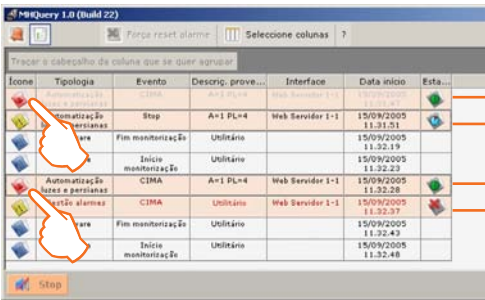 MHQuery 1.0 (Build 22)
Força reset alarme Seleccione colunas ?
Traçar o cabeçalho da coluna que se quer agrupar
Ícone Tipologia Evento Descriç. prove... Interface Data início Esta...
Automatização luzes e persianas CIMA A=1 PL=4 Web Servidor 1-1 15/09/2005 11.31.47
Automatização persianas Stop A=1 PL=4 Web Servidor 1-1 15/09/2005 11.31.51
Fim monitorização Utilitário 15/09/2005 11.32.19
Início monitorização Utilitário 15/09/2005 11.32.23
Automatização luzes e persianas CIMA A=1 PL=4 Web Servidor 1-1 15/09/2005 11.32.28
Gestão alarmes CIMA Utilitário Web Servidor 1-1 15/09/2005 11.32.37
Fim monitorização Utilitário 15/09/2005 11.32.43
Início monitorização Utilitário 15/09/2005 11.32.48
Stop